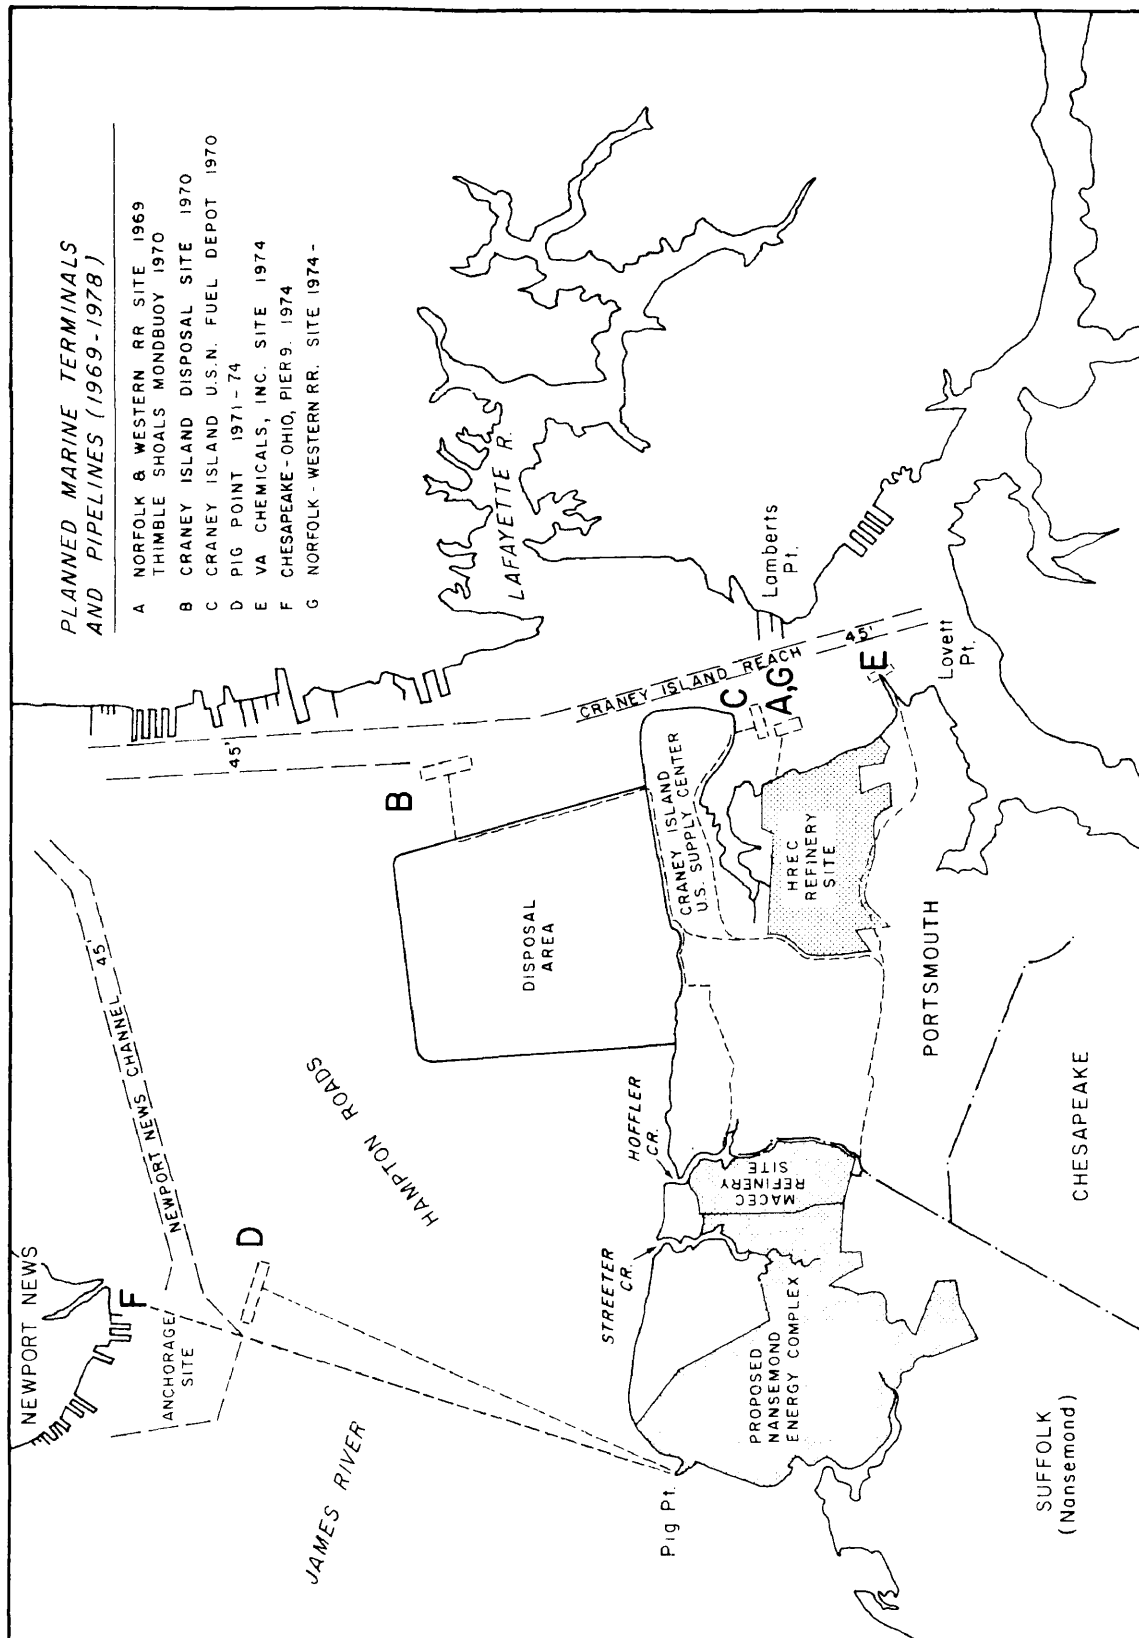 PLANNED MARINE TERMINALS
AND PIPELINES (1969-1978)
A NORFOLK & WESTERN RR SITE 1969
THIMBLE SHOALS MONDBUOY 1970
B CRANEY ISLAND DISPOSAL SITE 1970
C CRANEY ISLAND U.S.N. FUEL DEPOT 1970
D PIG POINT 1971-74
E VA CHEMICALS, INC. SITE 1974
F CHESAPEAKE-OHIO, PIER 9. 1974
G NORFOLK-WESTERN RR. SITE 1974-
NEWPORT NEWS
F
ANCHORAGE
SITE
NEWPORT NEWS CHANNEL 45'
D
JAMES RIVER
HAMPTON ROADS
45'
B
LAFAYETTE R.
DISPOSAL
AREA
CRANEY ISLAND REACH
45'
C
A,G
Lamberts
Pt.
E
Lovett
Pt.
CRANEY ISLAND
U.S. SUPPLY CENTER
HREC
REFINERY
SITE
HOFFLER
CR.
STREETER
CR.
MACEC
REFINERY
SITE
Pig Pt.
PROPOSED
NANSEMOND
ENERGY COMPLEX
PORTSMOUTH
CHESAPEAKE
SUFFOLK
(Nansemond)